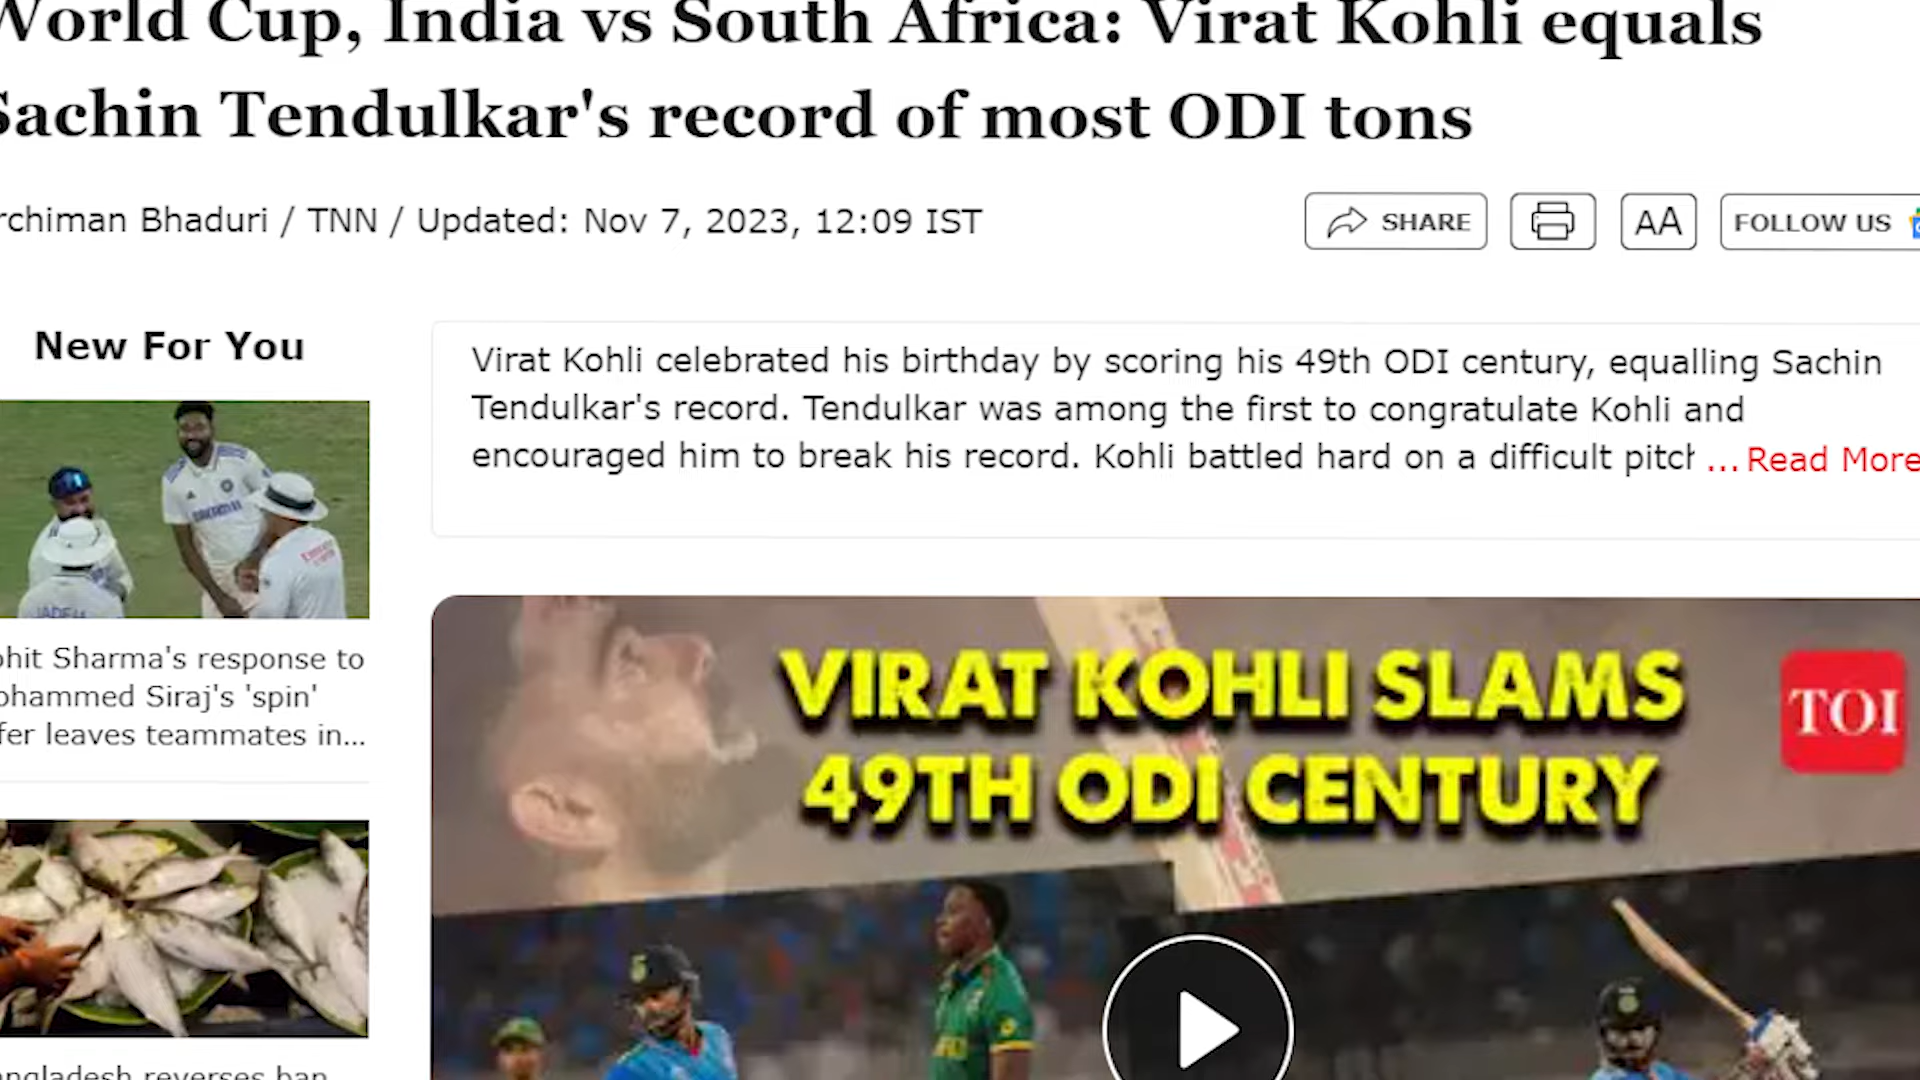 World Cup, India vs South Africa: Virat Kohli equals
Sachin Tendulkar's record of most ODI tons
rchiman Bhaduri / TNN / Updated: Nov 7, 2023, 12:09 IST
SHARE
AA
FOLLOW US
New For You
Virat Kohli celebrated his birthday by scoring his 49th ODI century, equalling Sachin
Tendulkar's record. Tendulkar was among the first to congratulate Kohli and
encouraged him to break his record. Kohli battled hard on a difficult pitch ... Read More
ohit Sharma's response to
ohammed Siraj's 'spin'
fer leaves teammates in...
VIRAT KOHLI SLAMS
49TH ODI CENTURY
TOI
JADEJA
ngladesh reverses ban